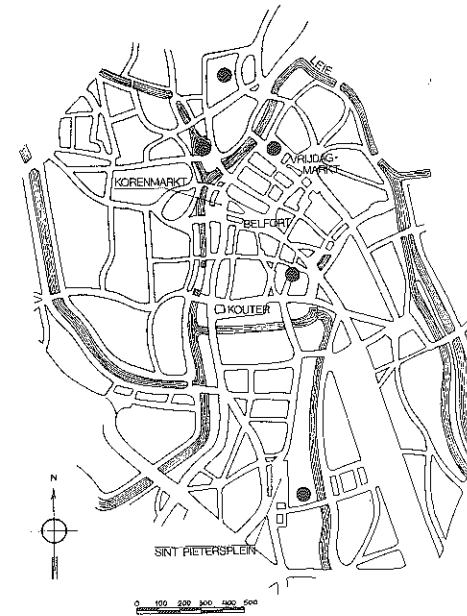 LEIE
VRIJDAG-
MARKT
KORENMARKT
BELFORT
KOUTER
N
SINT PIETERSPLEIN
0 100 200 300 400 500